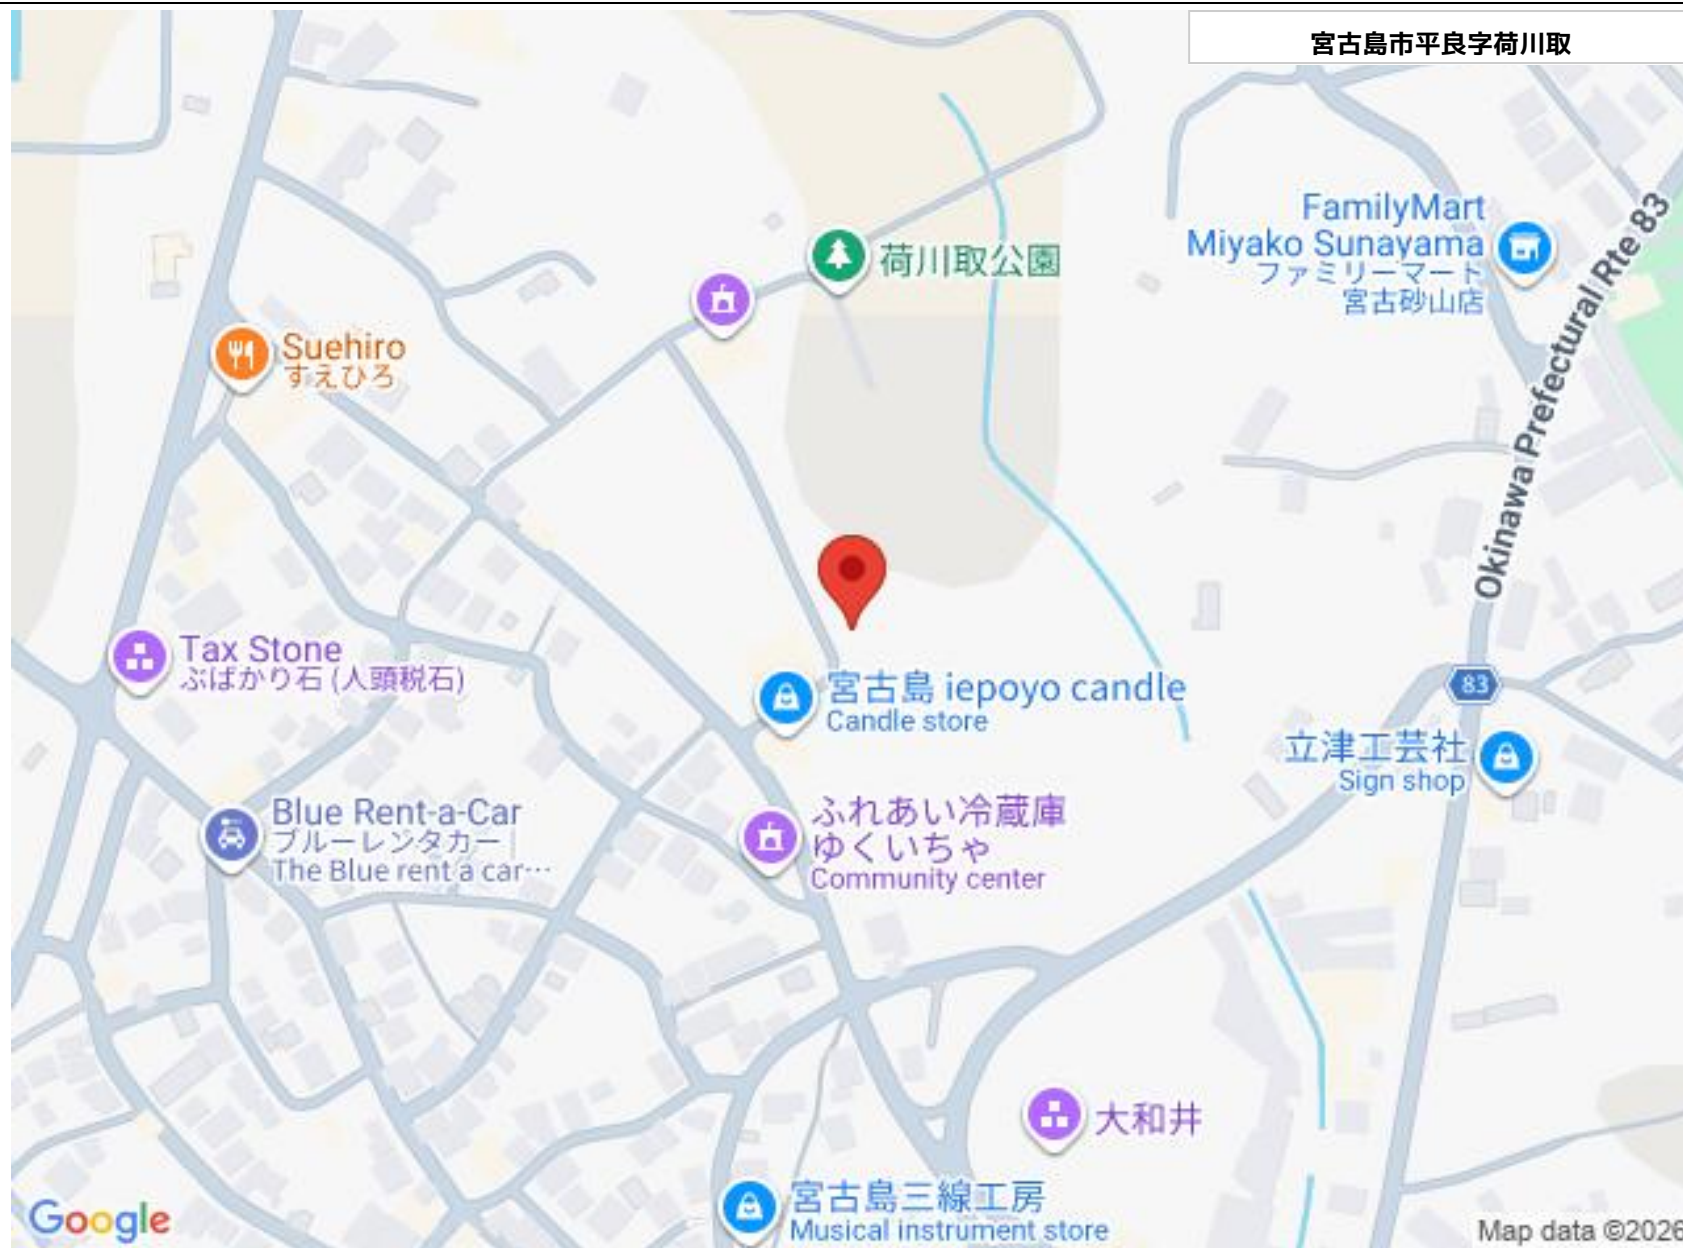 宮古島市平良字荷川取
FamilyMart
Miyako Sunayama
ファミリーマート
宮古砂山店
Okinawa Prefectural Rte 83
荷川取公園
Suehiro
すえひろ
Tax Stone
ぶばかり石 (人頭税石)
宮古島 iepoyo candle
Candle store
83
立津工芸社
Sign shop
Blue Rent-a-Car
ブルーレンタカー |
The Blue rent a car…
ふれあい冷蔵庫
ゆくいちゃ
Community center
大和井
宮古島三線工房
Musical instrument store
Google
Map data ©2026